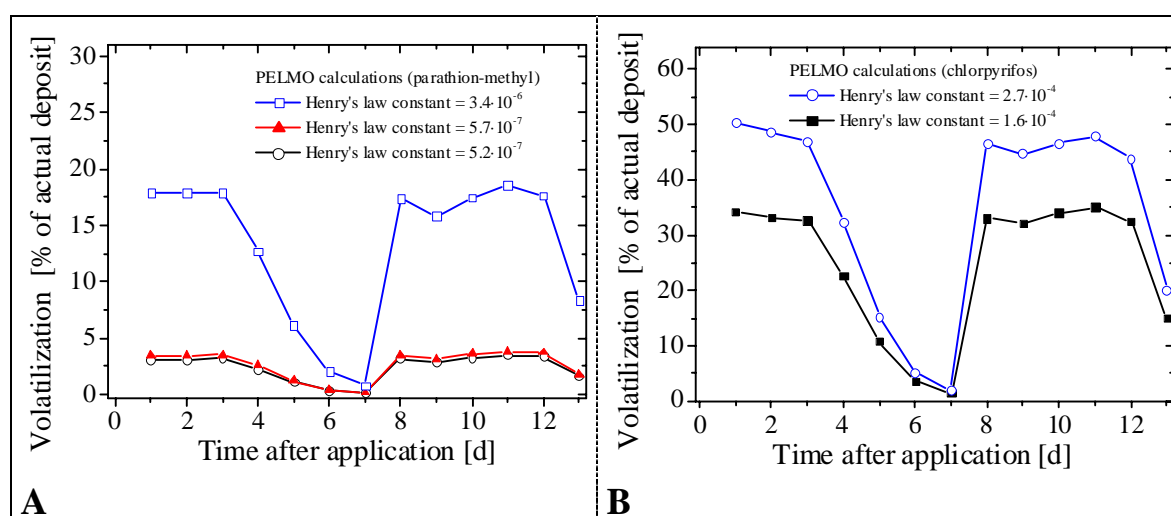 30
25
20
15
10
5
0
Volatilization [% of actual deposit]
PELMO calculations (parathion-methyl)
Henry's law constant = 3.4·10⁻⁶
Henry's law constant = 5.7·10⁻⁷
Henry's law constant = 5.2·10⁻⁷
0 2 4 6 8 10 12
Time after application [d]
A
60
50
40
30
20
10
0
Volatilization [% of actual deposit]
PELMO calculations (chlorpyrifos)
Henry's law constant = 2.7·10⁻⁴
Henry's law constant = 1.6·10⁻⁴
0 2 4 6 8 10 12
Time after application [d]
B